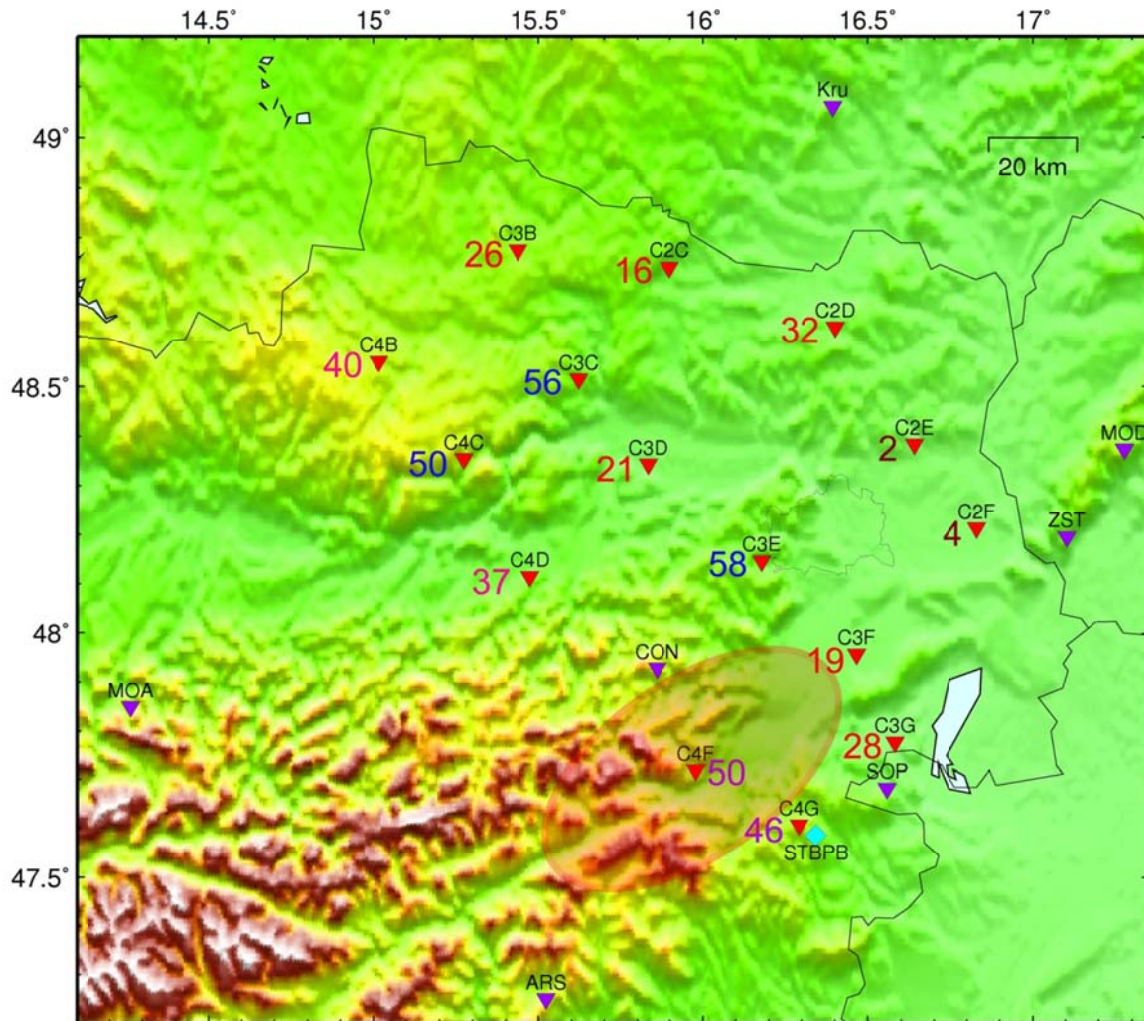 14.5° 15° 15.5° 16° 16.5° 17°
Kru
49°
20 km
C3B
26
C2C
16
C2D
32
C4B
40
C3C
56
48.5°
C2E
2
MOD
C4C
50
C3D
21
C2F
4
ZST
C3E
58
C4D
37
48°
C3F
19
CON
MOA
C3G
28
C4F
50
SOP
C4G
46
STBPB
47.5°
ARS